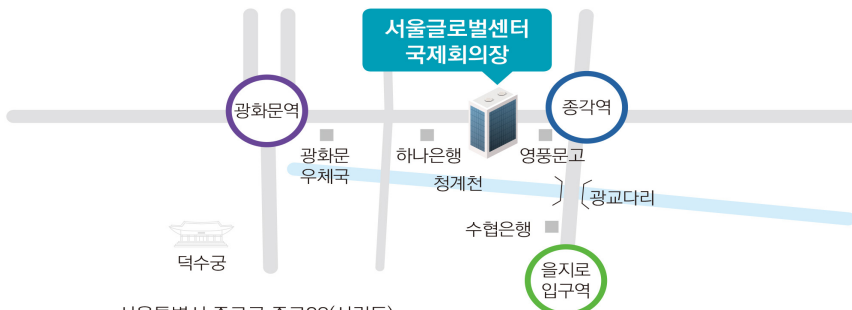 서울글로벌센터
국제회의장
광화문역
종각역
광화문
우체국
하나은행
영풍문고
청계천
광교다리
수협은행
덕수궁
을지로
입구역